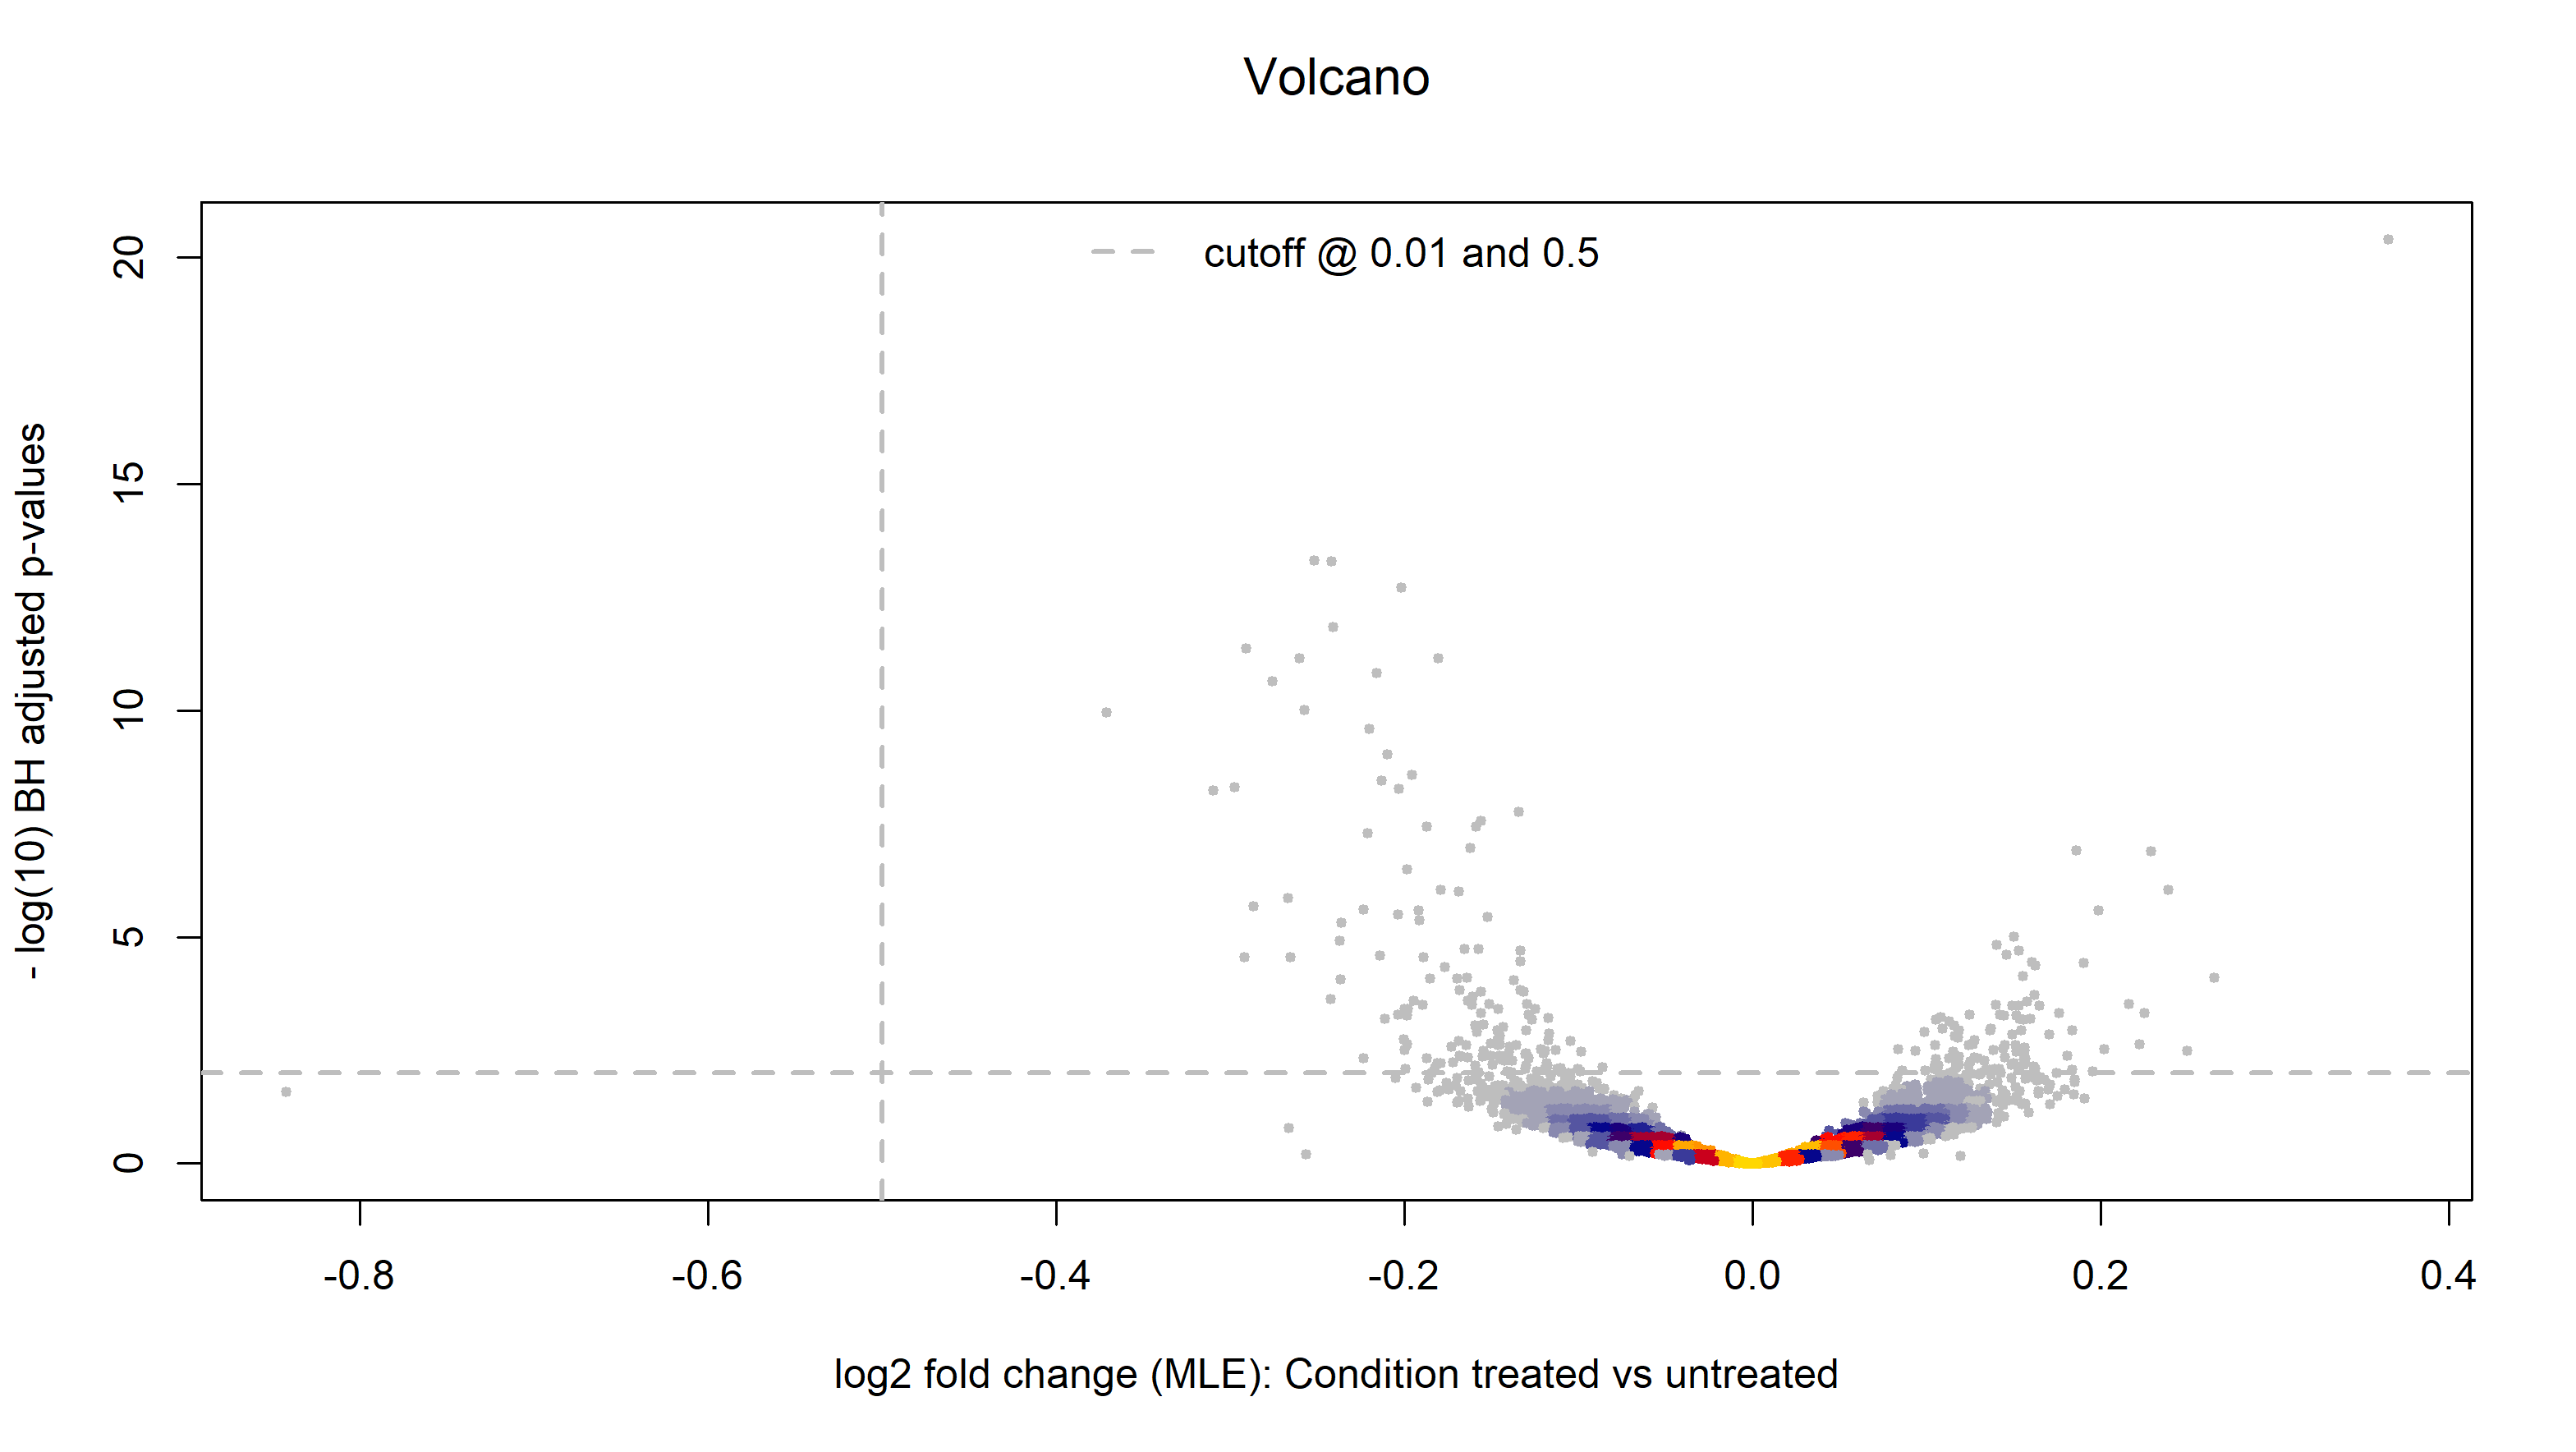 Volcano
cutoff @ 0.01 and 0.5
- log(10) BH adjusted p-values
20
15
10
5
0
-0.8 -0.6 -0.4 -0.2 0.0 0.2 0.4
log2 fold change (MLE): Condition treated vs untreated